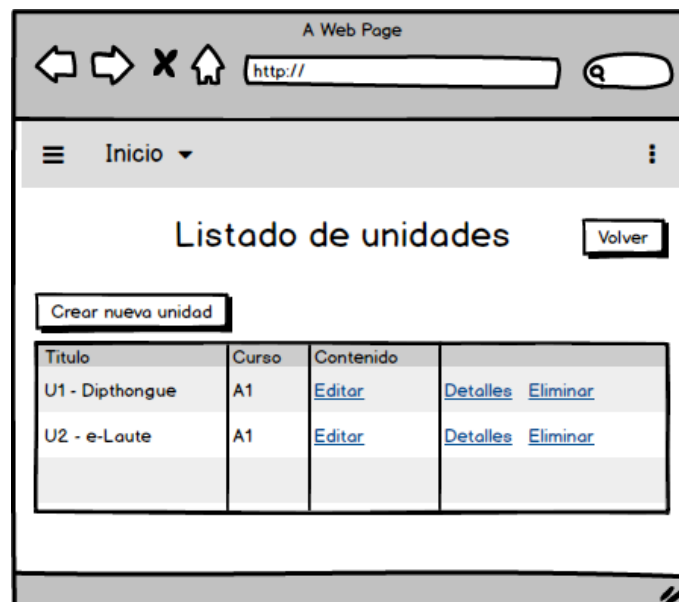 A Web Page
http://
Inicio
Listado de unidades
Volver
Crear nueva unidad
Titulo Curso Contenido
U1 - Dipthongue A1 Editar Detalles Eliminar
U2 - e-Laute A1 Editar Detalles Eliminar